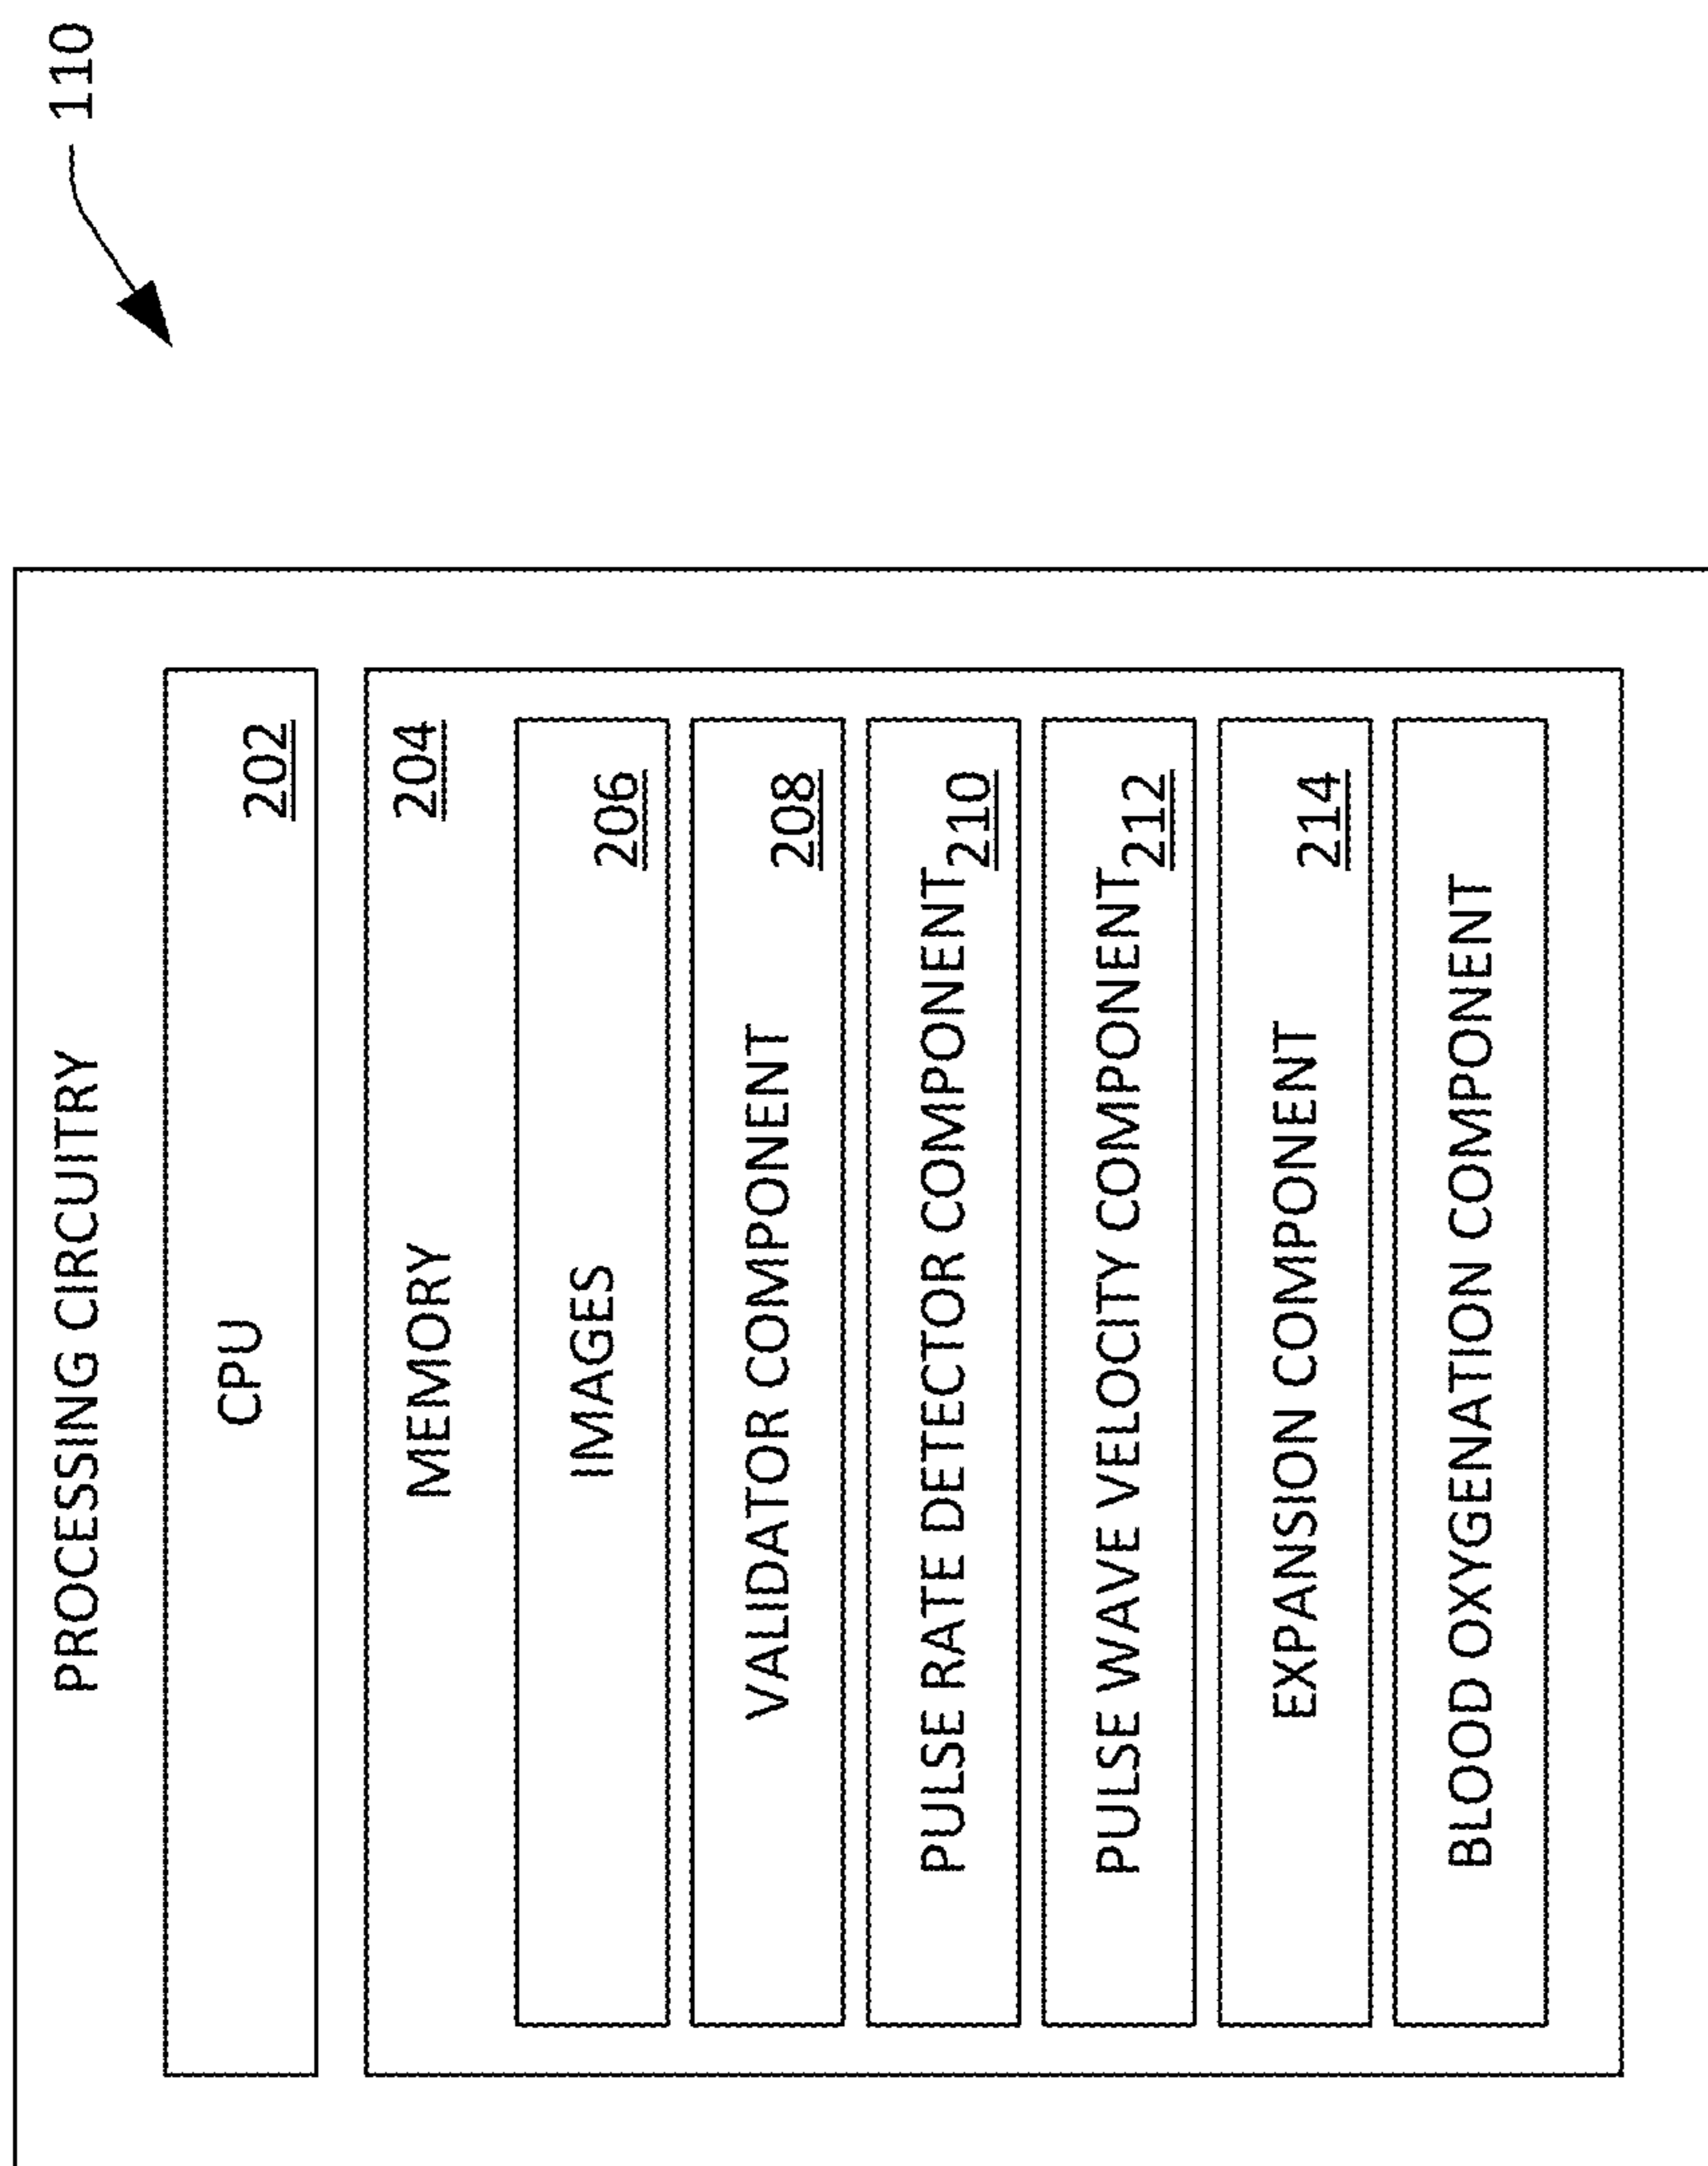 110
PROCESSING CIRCUITRY
CPU
202
MEMORY
204
IMAGES
206
VALIDATOR COMPONENT
208
PULSE RATE DETECTOR COMPONENT
210
PULSE WAVE VELOCITY COMPONENT
212
EXPANSION COMPONENT
214
BLOOD OXYGENATION COMPONENT